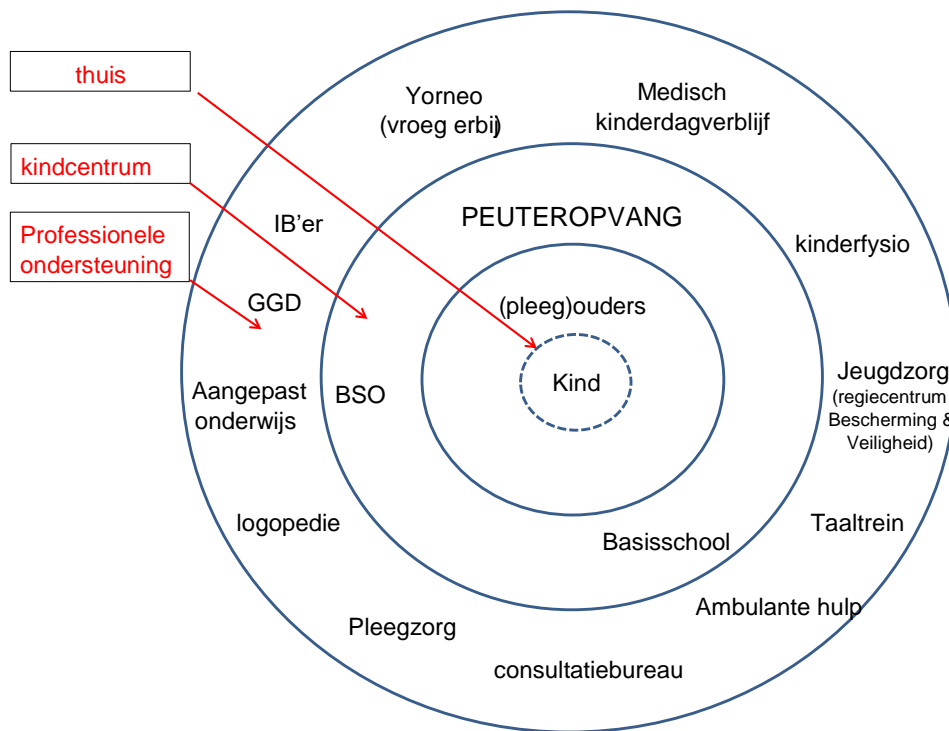 thuis
kindcentrum
Professionele
ondersteuning
Yorneo
(vroeg erbij)
Medisch
kinderdagverblijf
IB’er
PEUTEROPVANG
kinderfysio
GGD
(pleeg)ouders
Aangepast
onderwijs
BSO
Kind
Jeugdzorg
(regiecentrum
Bescherming &
Veiligheid)
logopedie
Basisschool
Taaltrein
Ambulante hulp
Pleegzorg
consultatiebureau